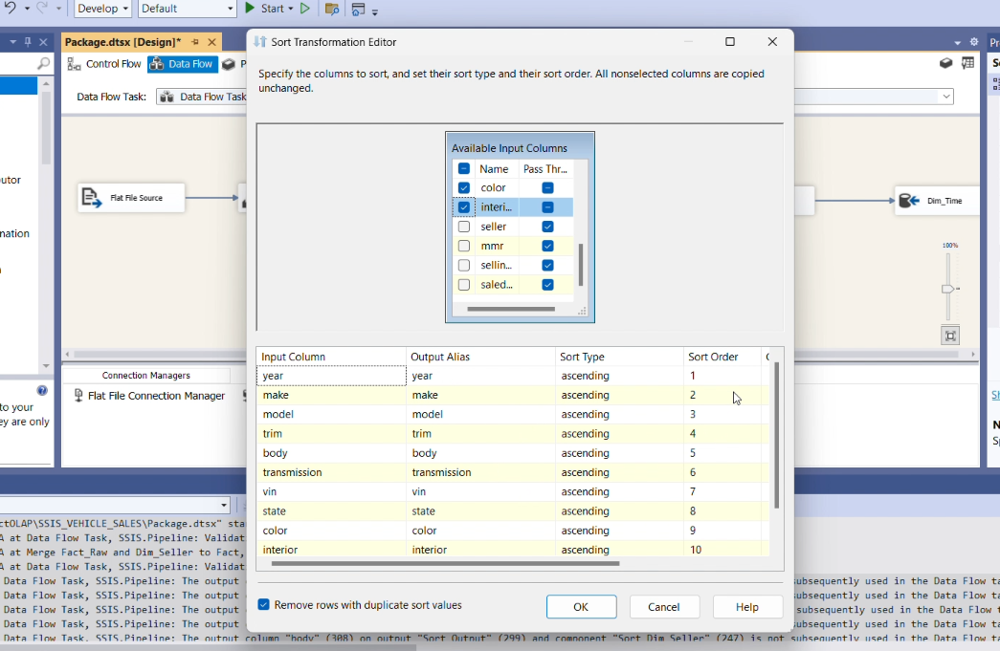 Develop
Default
Start
Package.dtsx [Design]*
Control Flow
Data Flow
P
Data Flow Task:
Data Flow Task
Flat File Source
Dim_Time
100%
utor
nation
Connection Managers
Flat File Connection Manager
to your
ey are only
Sort Transformation Editor
Specify the columns to sort, and set their sort type and their sort order. All nonselected columns are copied
unchanged.
Available Input Columns
Name Pass Thr...
color
interi...
seller
mmr
sellin...
saled...
Input Column Output Alias Sort Type Sort Order
year year ascending 1
make make ascending 2
model model ascending 3
trim trim ascending 4
body body ascending 5
transmission transmission ascending 6
vin vin ascending 7
state state ascending 8
color color ascending 9
interior interior ascending 10
Remove rows with duplicate sort values
OK Cancel Help
Pr
So
Sh
N
Sp
ctOLAP\SSIS_VEHICLE_SALES\Package.dtsx" sta
A at Data Flow Task, SSIS.Pipeline: Validat
A at Merge Fact_Raw and Dim_Seller to Fact,
A at Data Flow Task, SSIS.Pipeline: Validat
Data Flow Task, SSIS.Pipeline: The output subsequently used in the Data Flow ta
Data Flow Task, SSIS.Pipeline: The output subsequently used in the Data Flow ta
Data Flow Task, SSIS.Pipeline: The output subsequently used in the Data Flow t
Data Flow Task, SSIS.Pipeline: The output subsequently used in the Data Flow ta
Data Flow Task, SSIS.Pipeline: The output column "body" (308) on output "Sort Output" (299) and component "Sort Dim Seller" (247) is not subsequently used in the Data Flow ta